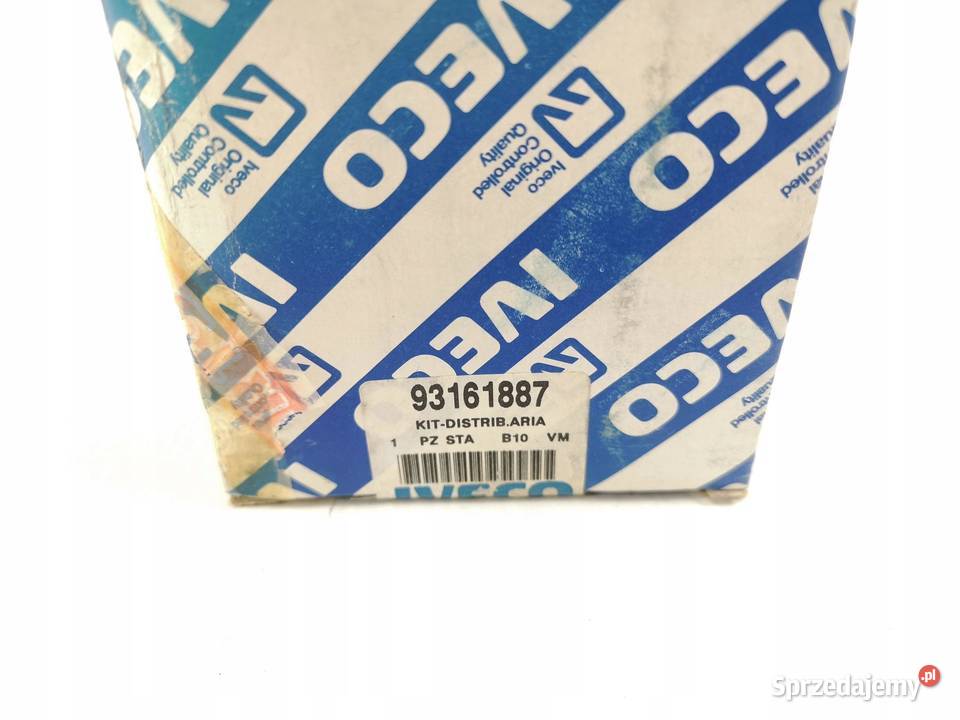 IVECO
IVECO
IVECO
Iveco
Original
Controlled
Quality
Iveco
Original
Controlled
Quality
IVECO
IVECO
93161887
KIT-DISTRIB.ARIA
1 PZ STA B10 VM
IVECO
Sprzedajemy.pl